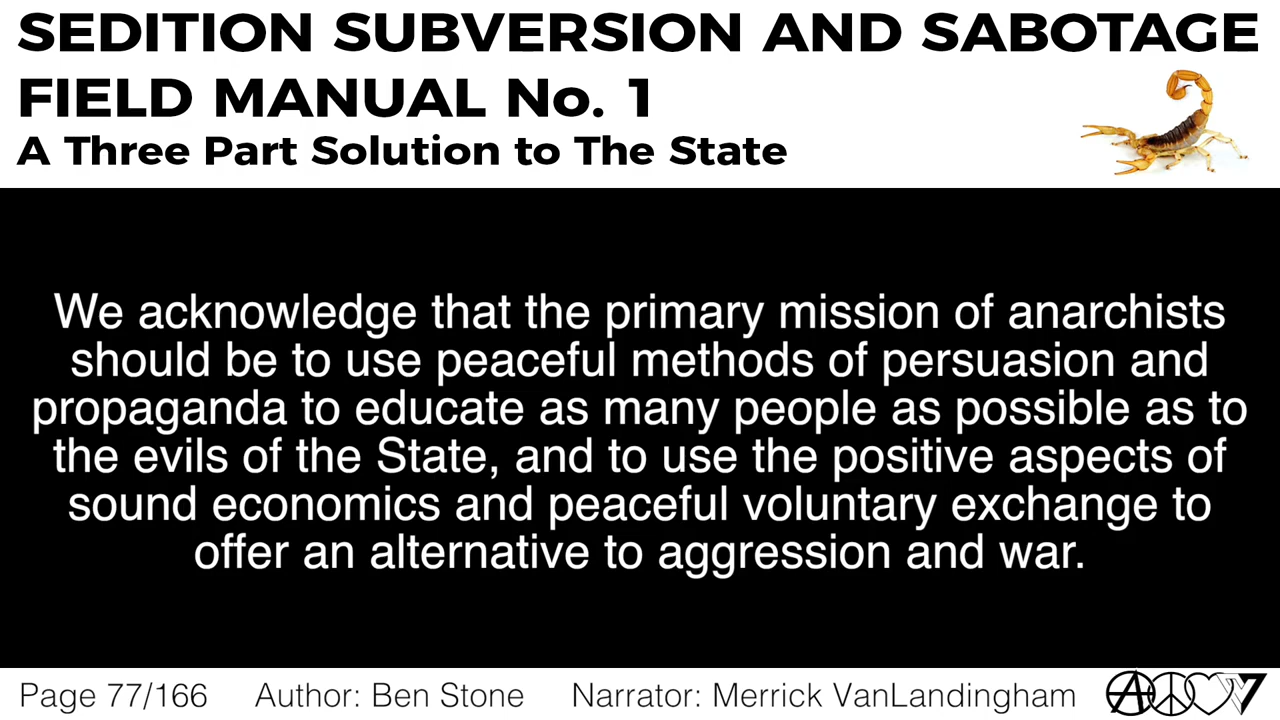 SEDITION SUBVERSION AND SABOTAGE
FIELD MANUAL No. 1
A Three Part Solution to The State
We acknowledge that the primary mission of anarchists
should be to use peaceful methods of persuasion and
propaganda to educate as many people as possible as to
the evils of the State, and to use the positive aspects of
sound economics and peaceful voluntary exchange to
offer an alternative to aggression and war.
Page 77/166 Author: Ben Stone Narrator: Merrick VanLandingham